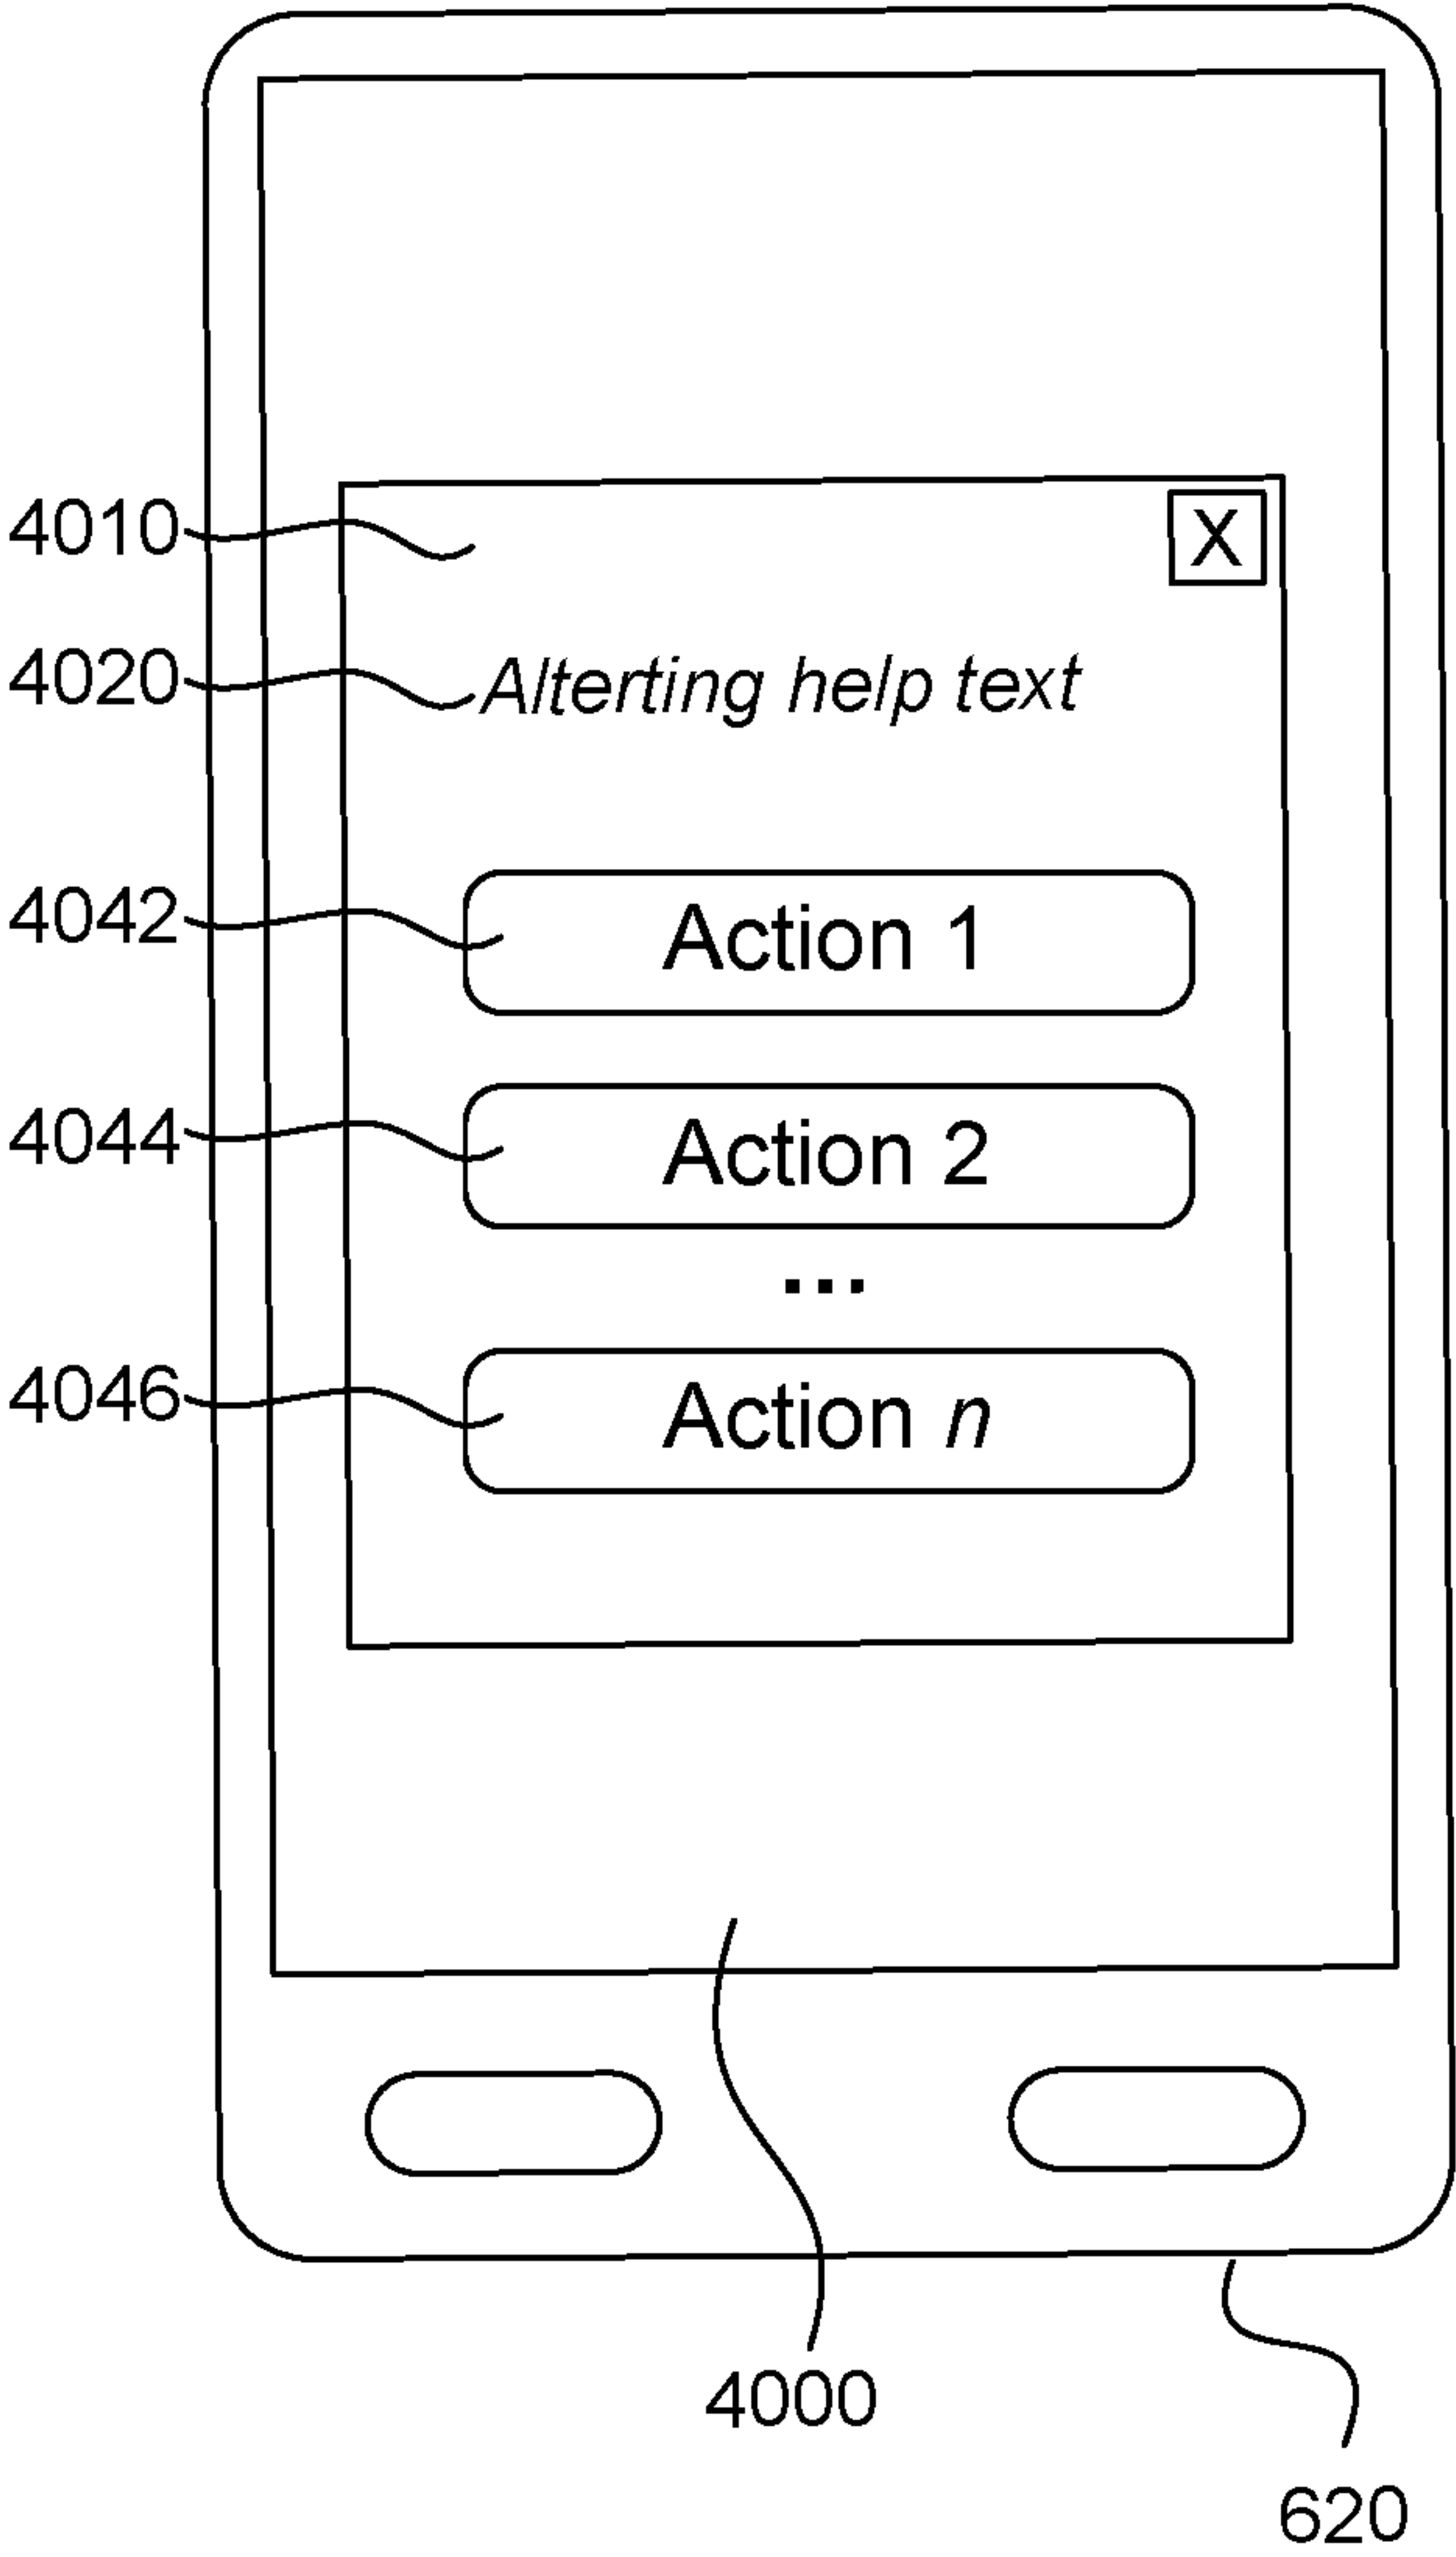 4010
X
4020
Alterting help text
4042
Action 1
4044
Action 2
...
4046
Action n
4000
620